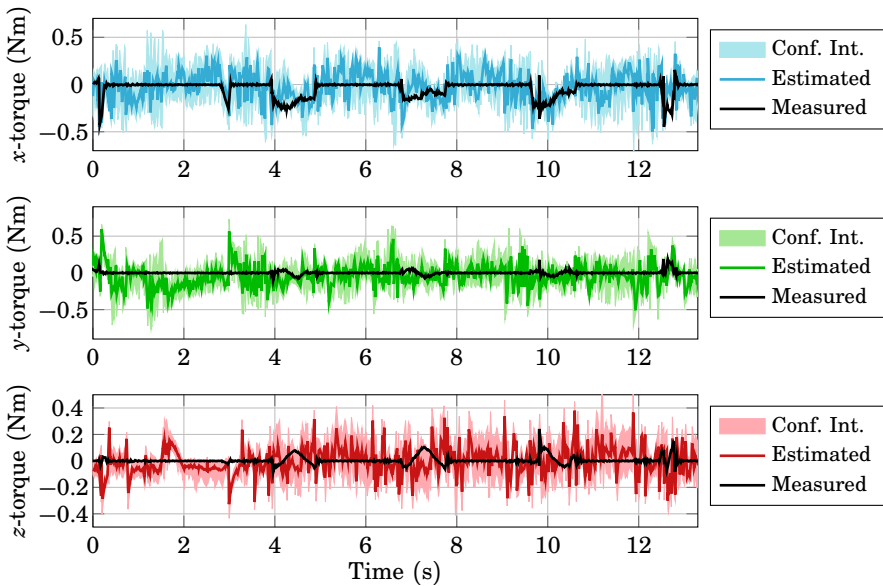 x-torque (Nm)
0.5
0
−0.5
0 2 4 6 8 10 12
Conf. Int.
Estimated
Measured
y-torque (Nm)
0.5
0
−0.5
0 2 4 6 8 10 12
Conf. Int.
Estimated
Measured
z-torque (Nm)
0.4
0.2
0
−0.2
−0.4
0 2 4 6 8 10 12
Time (s)
Conf. Int.
Estimated
Measured